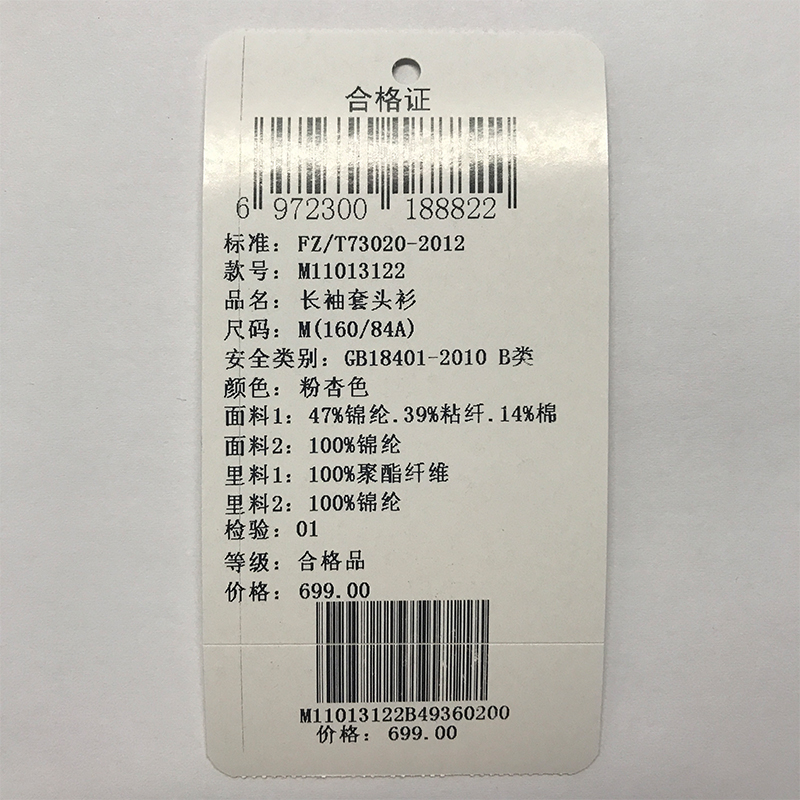 合格证
6 972300 188822
标准: FZ/T73020-2012
款号: M11013122
品名: 长袖套头衫
尺码: M(160/84A)
安全类别: GB18401-2010 B类
颜色: 粉杏色
面料1: 47%锦纶.39%粘纤.14%棉
面料2: 100%锦纶
里料1: 100%聚酯纤维
里料2: 100%锦纶
检验: 01
等级: 合格品
价格: 699.00
M11013122B49360200
价格: 699.00